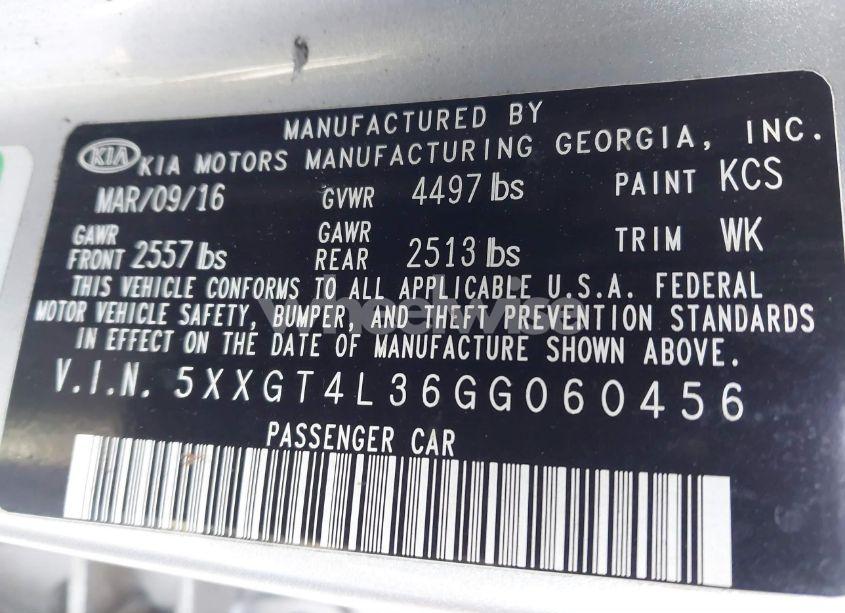 MANUFACTURED BY
KIA KIA MOTORS MANUFACTURING GEORGIA, INC.
MAR/09/16 GVWR 4497 lbs PAINT KCS
GAWR FRONT 2557 lbs GAWR REAR 2513 lbs TRIM WK
THIS VEHICLE CONFORMS TO ALL APPLICABLE U.S.A. FEDERAL
MOTOR VEHICLE SAFETY, BUMPER, AND THEFT PREVENTION STANDARDS
IN EFFECT ON THE DATE OF MANUFACTURE SHOWN ABOVE.
V.I.N. 5XXGT4L36GG060456
PASSENGER CAR
wheelwise